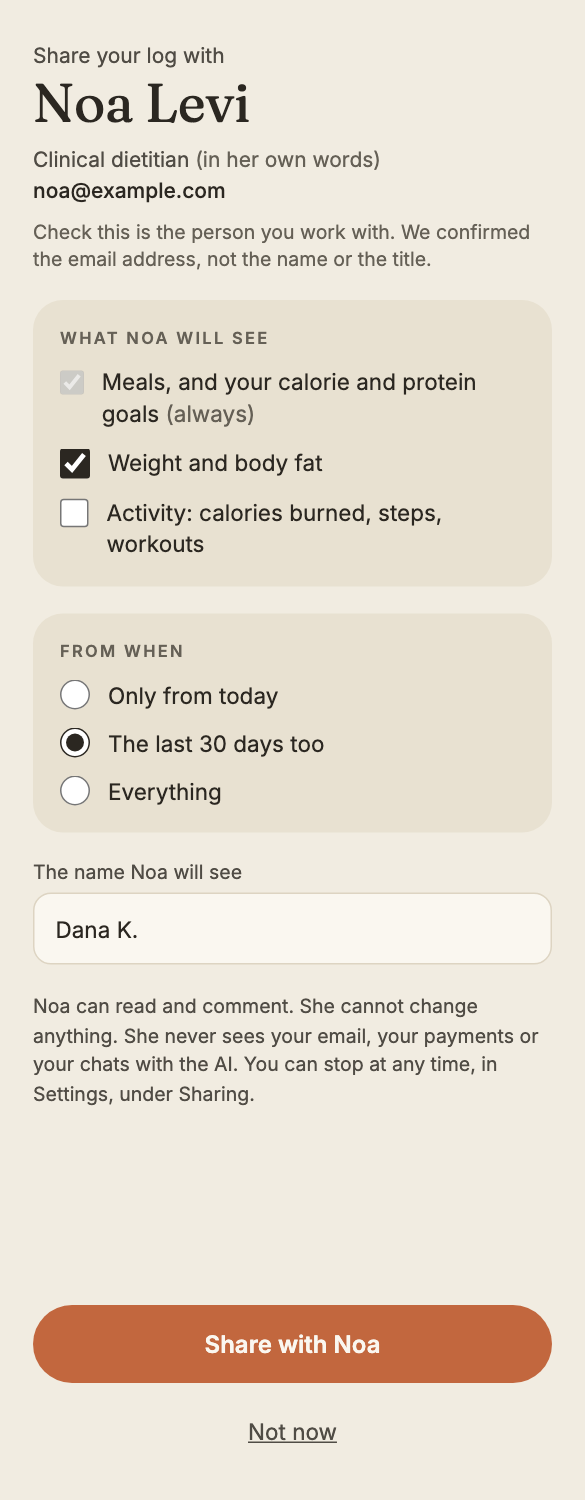 Share your log with
Noa Levi
Clinical dietitian (in her own words)
noa@example.com
Check this is the person you work with. We confirmed
the email address, not the name or the title.
WHAT NOA WILL SEE
Meals, and your calorie and protein
goals (always)
Weight and body fat
Activity: calories burned, steps,
workouts
FROM WHEN
Only from today
The last 30 days too
Everything
The name Noa will see
Dana K.
Noa can read and comment. She cannot change
anything. She never sees your email, your payments or
your chats with the AI. You can stop at any time, in
Settings, under Sharing.
Share with Noa
Not now